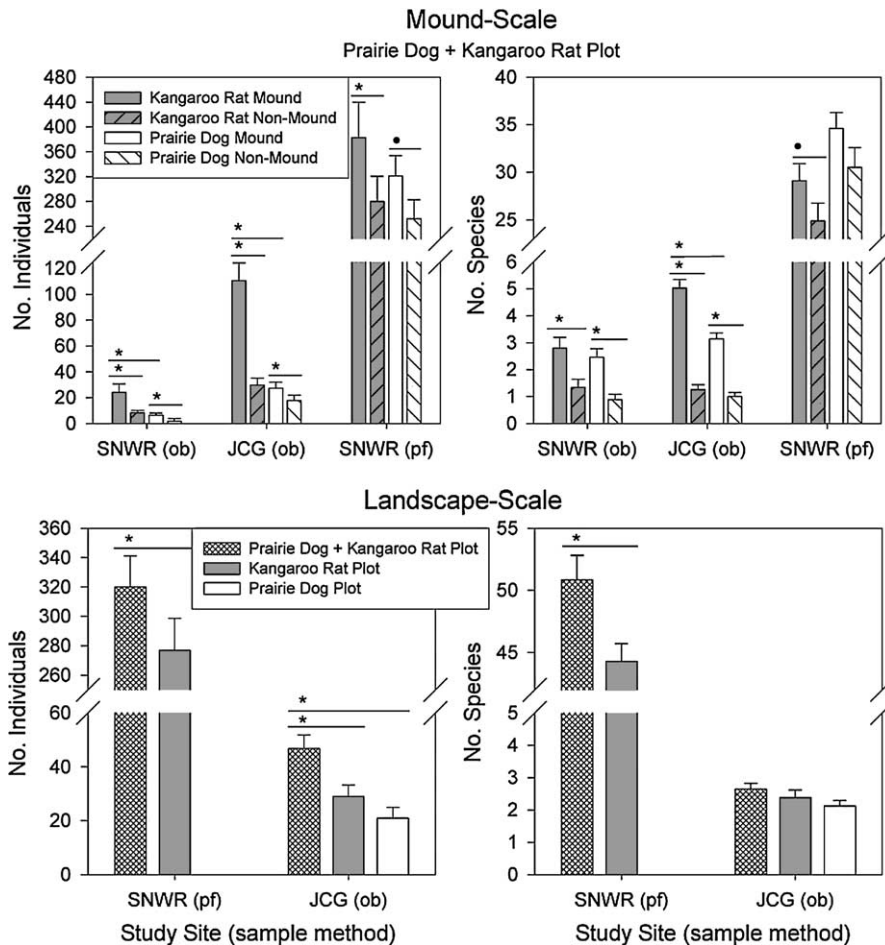 Mound-Scale
Prairie Dog + Kangaroo Rat Plot
No. Individuals
480
440
400
360
320
280
240
120
100
80
60
40
20
0
Kangaroo Rat Mound
Kangaroo Rat Non-Mound
Prairie Dog Mound
Prairie Dog Non-Mound
* * * * * * * •
SNWR (ob) JCG (ob) SNWR (pf)
No. Species
40
35
30
25
6
5
4
3
2
1
0
* * * * * •
SNWR (ob) JCG (ob) SNWR (pf)
Landscape-Scale
No. Individuals
360
340
320
300
280
260
60
40
20
0
Prairie Dog + Kangaroo Rat Plot
Kangaroo Rat Plot
Prairie Dog Plot
* * *
SNWR (pf) JCG (ob)
Study Site (sample method)
No. Species
55
50
45
5
4
3
2
1
0
*
SNWR (pf) JCG (ob)
Study Site (sample method)